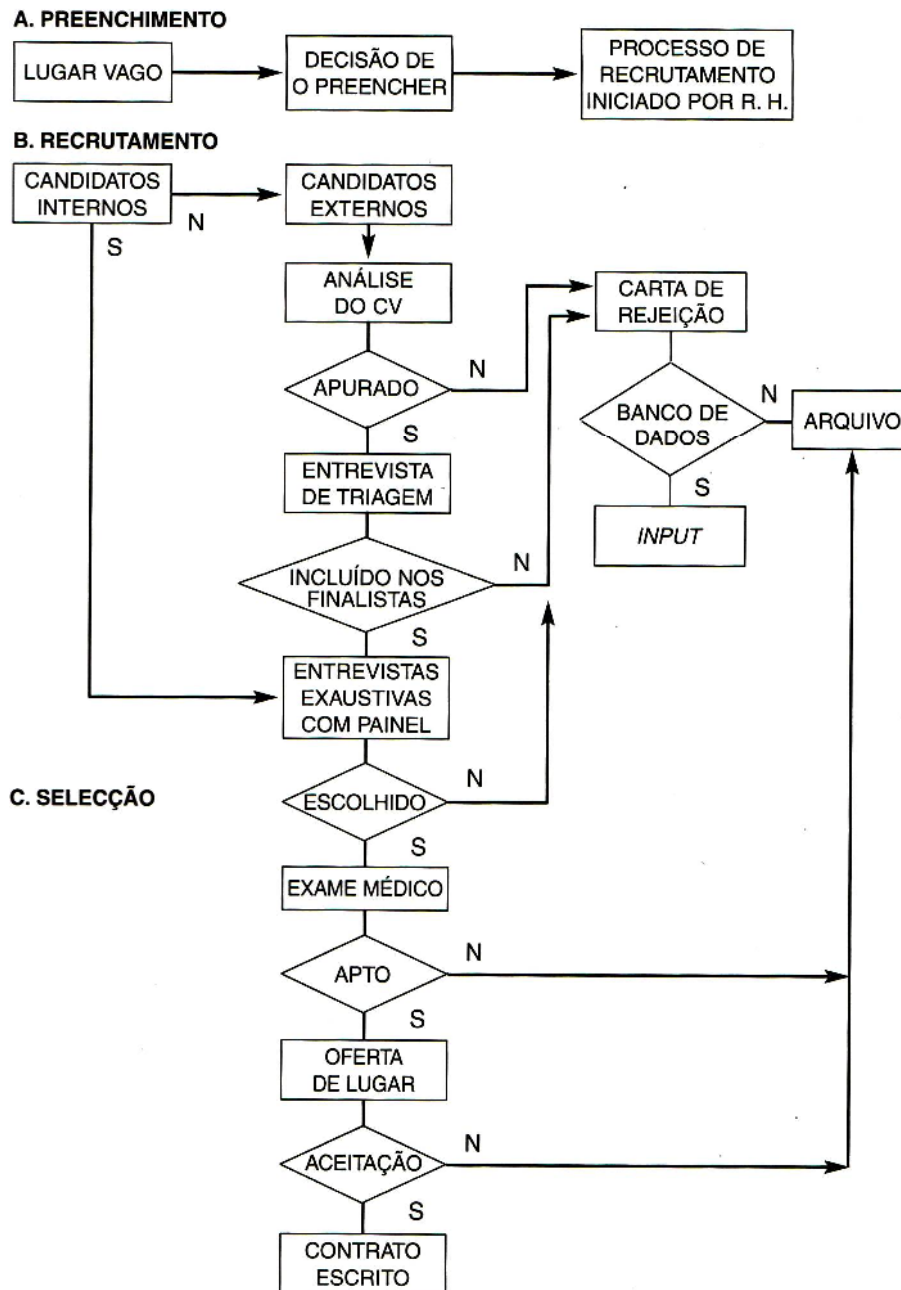 A. PREENCHIMENTO
LUGAR VAGO
DECISÃO DE
O PREENCHER
PROCESSO DE
RECRUTAMENTO
INICIADO POR R. H.
B. RECRUTAMENTO
CANDIDATOS
INTERNOS
N
S
CANDIDATOS
EXTERNOS
ANÁLISE
DO CV
CARTA DE
REJEIÇÃO
APURADO
N
S
BANCO DE
DADOS
N
S
ARQUIVO
INPUT
ENTREVISTA
DE TRIAGEM
INCLUÍDO NOS
FINALISTAS
N
S
ENTREVISTAS
EXAUSTIVAS
COM PAINEL
C. SELECÇÃO
ESCOLHIDO
N
S
EXAME MÉDICO
APTO
N
S
OFERTA
DE LUGAR
ACEITAÇÃO
N
S
CONTRATO
ESCRITO